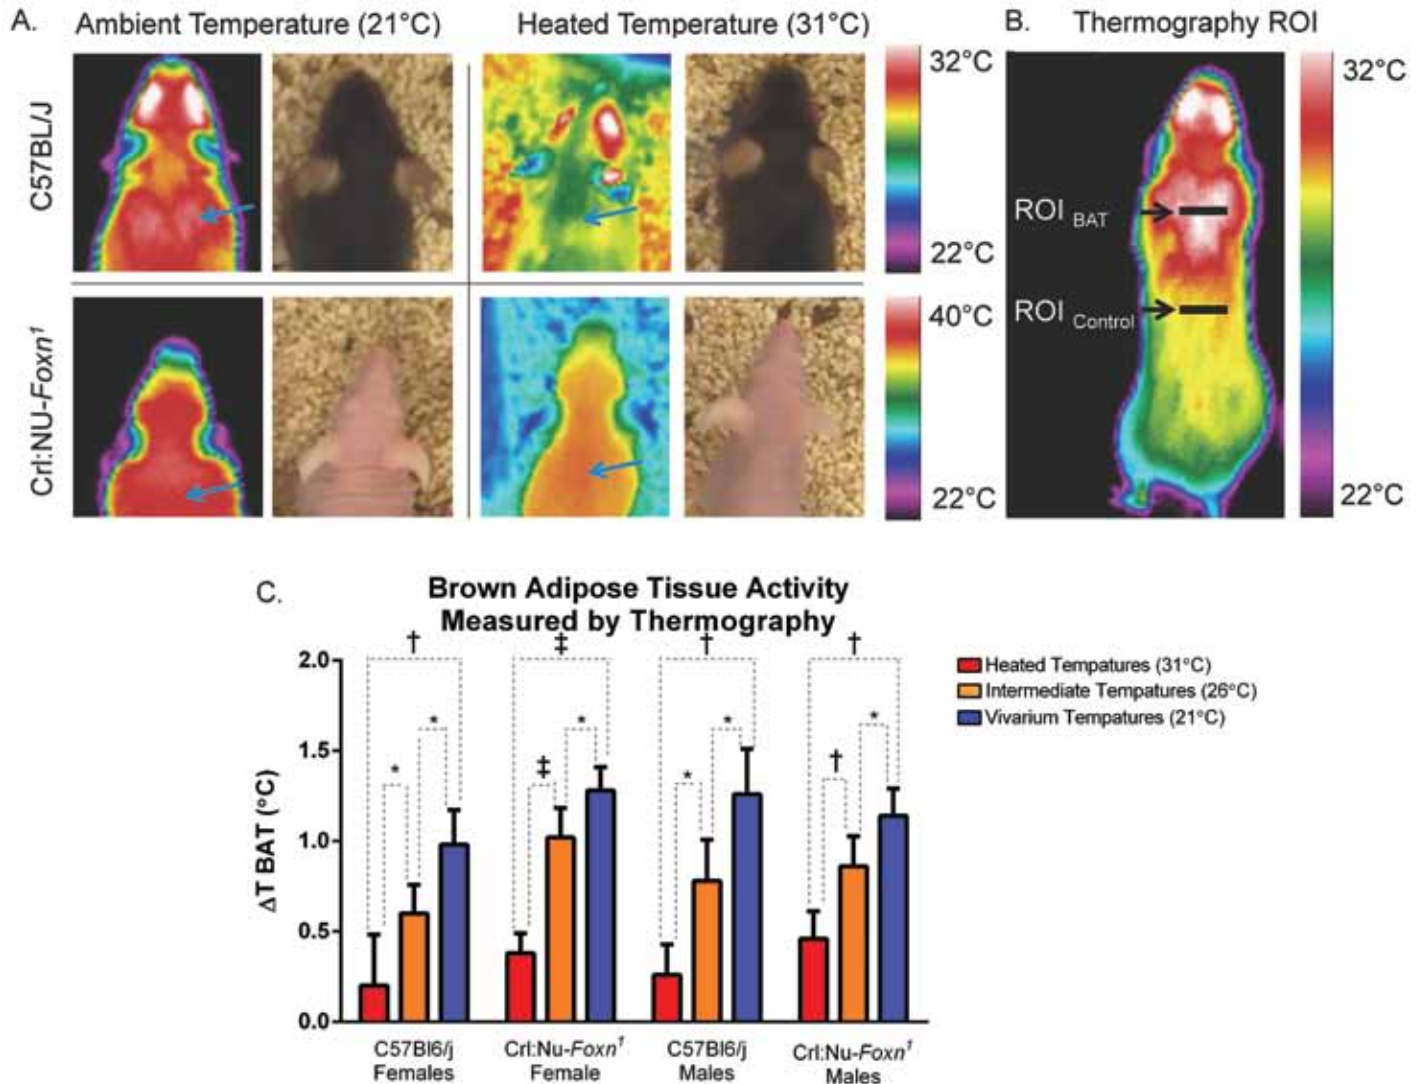 A.
Ambient Temperature (21°C)
Heated Temperature (31°C)
C57BL/J
32°C
22°C
Crl:NU-Foxn¹
40°C
22°C
B.
Thermography ROI
32°C
ROI BAT
ROI Control
22°C
C.
Brown Adipose Tissue Activity
Measured by Thermography
† ‡ † †
* * ‡ * * * † *
ΔT BAT (°C)
2.0
1.5
1.0
0.5
0.0
Heated Tempatures (31°C)
Intermediate Tempatures (26°C)
Vivarium Tempatures (21°C)
C57Bl6/j
Females
Crl:Nu-Foxn¹
Female
C57Bl6/j
Males
Crl:Nu-Foxn¹
Males